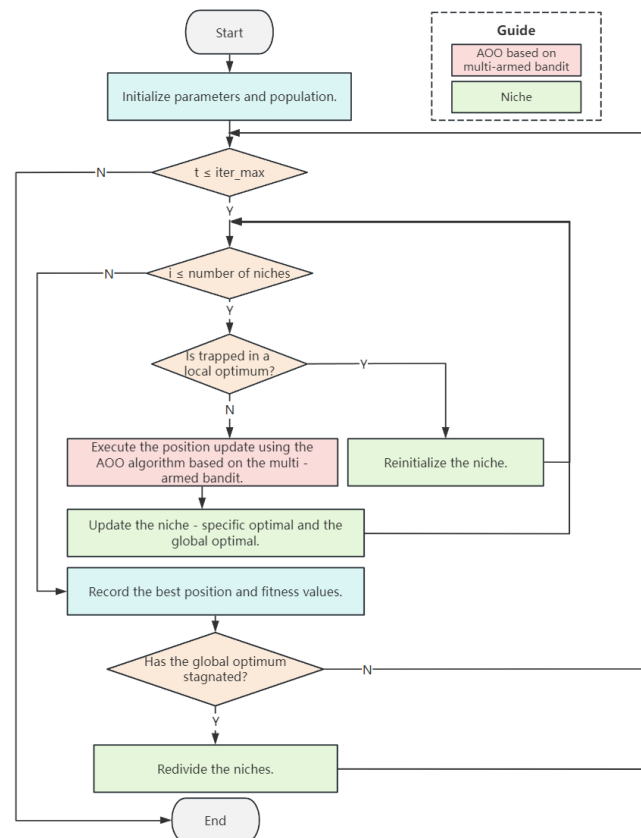 Start
Guide
AOO based on
multi-armed bandit
Niche
Initialize parameters and population.
N
t ≤ iter_max
Y
N
i ≤ number of niches
Y
Is trapped in a
local optimum?
Y
N
Execute the position update using the
AOO algorithm based on the multi -
armed bandit.
Reinitialize the niche.
Update the niche - specific optimal and the
global optimal.
Record the best position and fitness values.
Has the global optimum
stagnated?
N
Y
Redivide the niches.
End